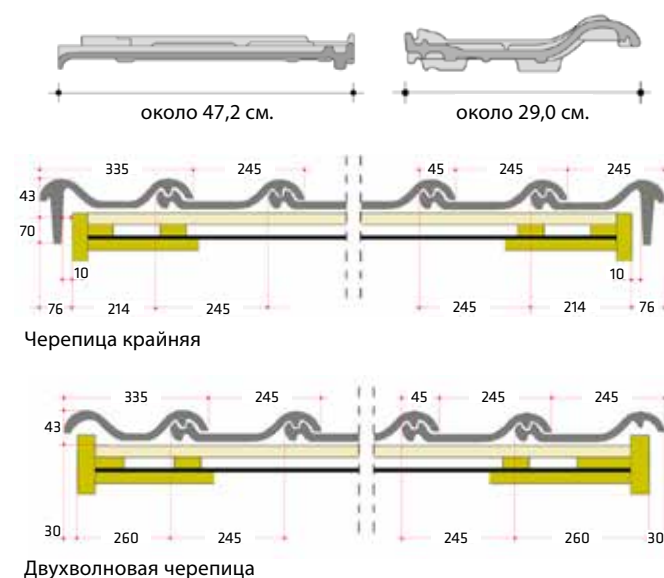 около 47,2 см. около 29,0 см.
335 245 45 245 245
43
70
10 10
76 214 245 245 214 76
Черепица крайняя
335 245 45 245 245
43
30 260 245 245 260 30
Двухволновая черепица